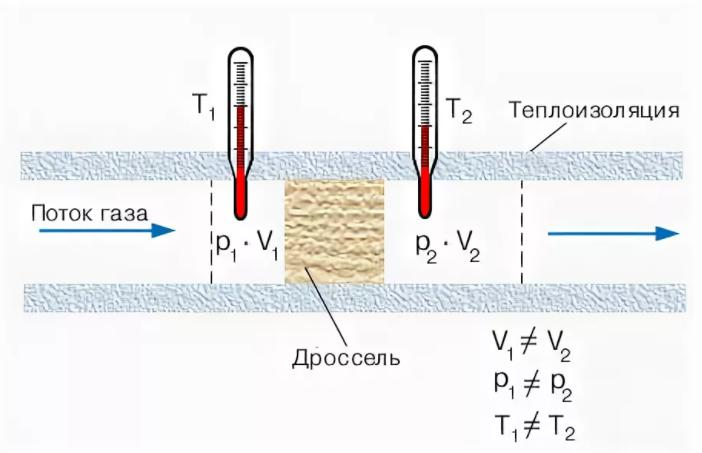 T₁
T₂
Теплоизоляция
Поток газа
p₁ · V₁
p₂ · V₂
Дроссель
V₁ ≠ V₂
p₁ ≠ p₂
T₁ ≠ T₂